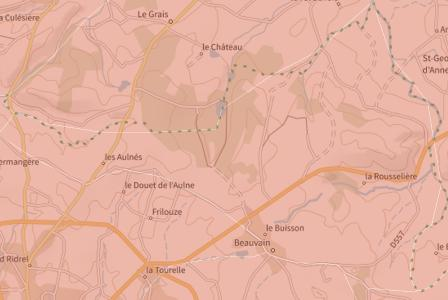 Le Grais
a Culésière
le Château
St-Geo
d'Anne
ermangère
les Aulnés
le Douet de l'Aulne
la Rousselière
Filouze
le Buisson
Beauvain
D557
d Ridrel
la Tourelle